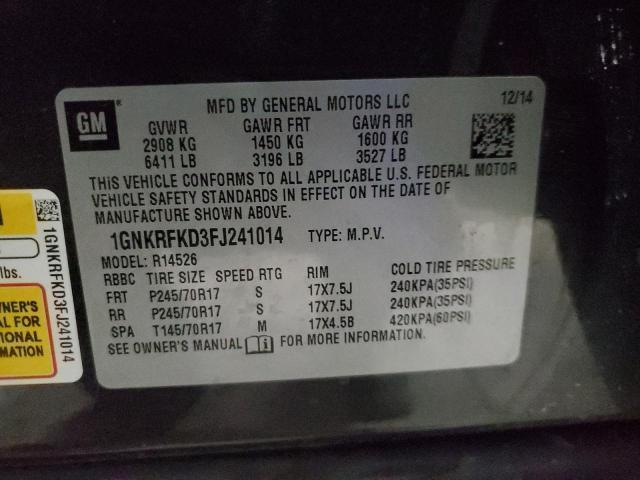 GM
MFD BY GENERAL MOTORS LLC
12/14
GVWR GAWR FRT GAWR RR
2908 KG 1450 KG 1600 KG
6411 LB 3196 LB 3527 LB
THIS VEHICLE CONFORMS TO ALL APPLICABLE U.S. FEDERAL MOTOR
VEHICLE SAFETY STANDARDS IN EFFECT ON THE DATE OF
MANUFACTURE SHOWN ABOVE.
1GNKRFKD3FJ241014 TYPE: M.P.V.
MODEL: R14526
RBBC TIRE SIZE SPEED RTG RIM COLD TIRE PRESSURE
FRT P245/70R17 S 17X7.5J 240KPA(35PSI)
RR P245/70R17 S 17X7.5J 240KPA(35PSI)
SPA T145/70R17 M 17X4.5B 420KPA(60PSI)
SEE OWNER'S MANUAL i FOR MORE INFORMATION.
1GNKRFKD3FJ241014
lbs.
OWNER'S
FOR
MATION